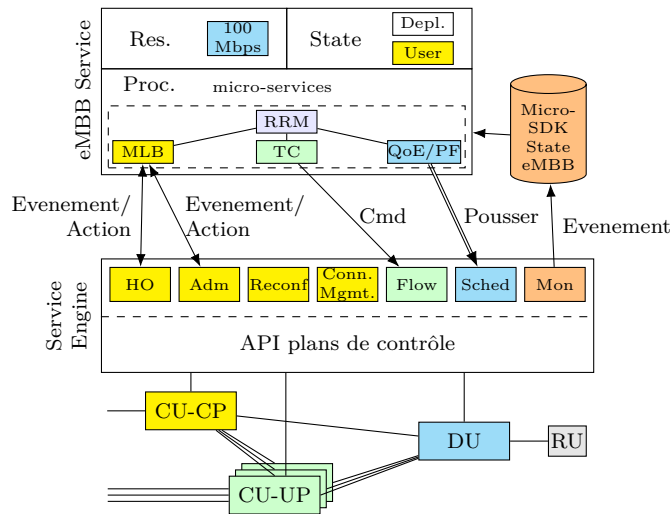 eMBB Service
Res.
100
Mbps
State
Depl.
User
Proc.
micro-services
RRM
MLB
TC
QoE/PF
Micro-
SDK
State
eMBB
Evenement/
Action
Evenement/
Action
Cmd
Pousser
Evenement
Service
Engine
HO
Adm
Reconf
Conn.
Mgmt.
Flow
Sched
Mon
API plans de contrôle
CU-CP
DU
RU
CU-UP